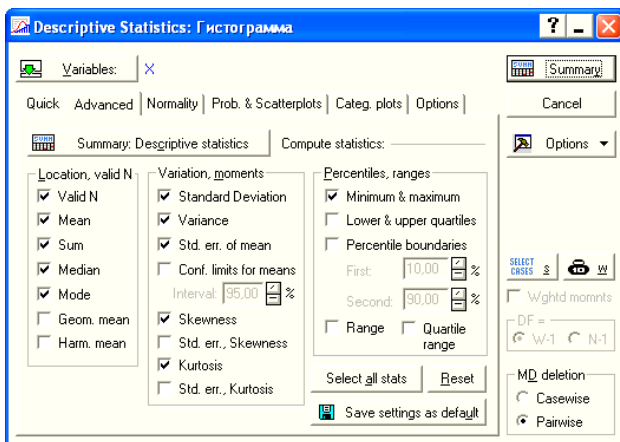 Descriptive Statistics: Гистограмма
Variables: X
Summary
Quick Advanced Normality Prob. & Scatterplots Categ. plots Options
Cancel
Summary: Descriptive statistics
Compute statistics:
Options
Location, valid N
Valid N
Mean
Sum
Median
Mode
Geom. mean
Harm. mean
Variation, moments
Standard Deviation
Variance
Std. err. of mean
Conf. limits for means
Interval: 95,00 %
Skewness
Std. err., Skewness
Kurtosis
Std. err., Kurtosis
Percentiles, ranges
Minimum & maximum
Lower & upper quartiles
Percentile boundaries
First: 10,00 %
Second: 90,00 %
Range
Quartile
range
Select all stats
Reset
Save settings as default
SELECT
CASES
S
W
Wghtd momnts
DF =
W-1 N-1
MD deletion
Casewise
Pairwise